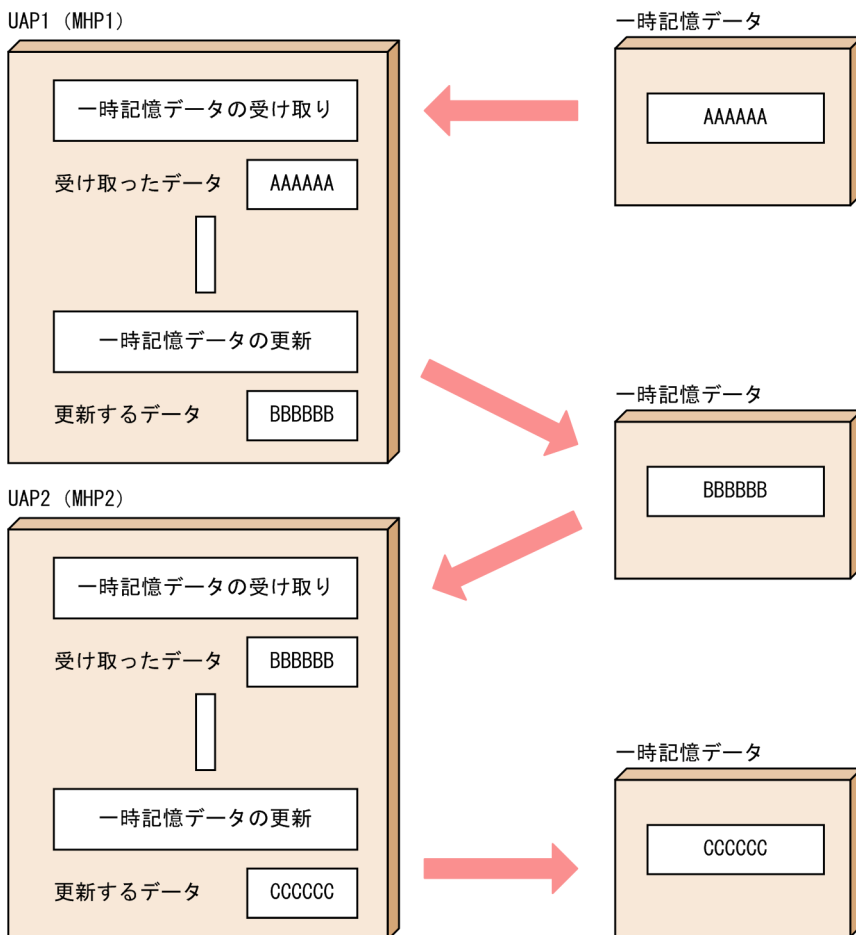 UAP1 (MHP1)
一時記憶データ
一時記憶データの受け取り
AAAAAA
受け取ったデータ
AAAAAA
一時記憶データの更新
更新するデータ
BBBBBB
一時記憶データ
BBBBBB
UAP2 (MHP2)
一時記憶データの受け取り
受け取ったデータ
BBBBBB
一時記憶データの更新
更新するデータ
CCCCCC
一時記憶データ
CCCCCC